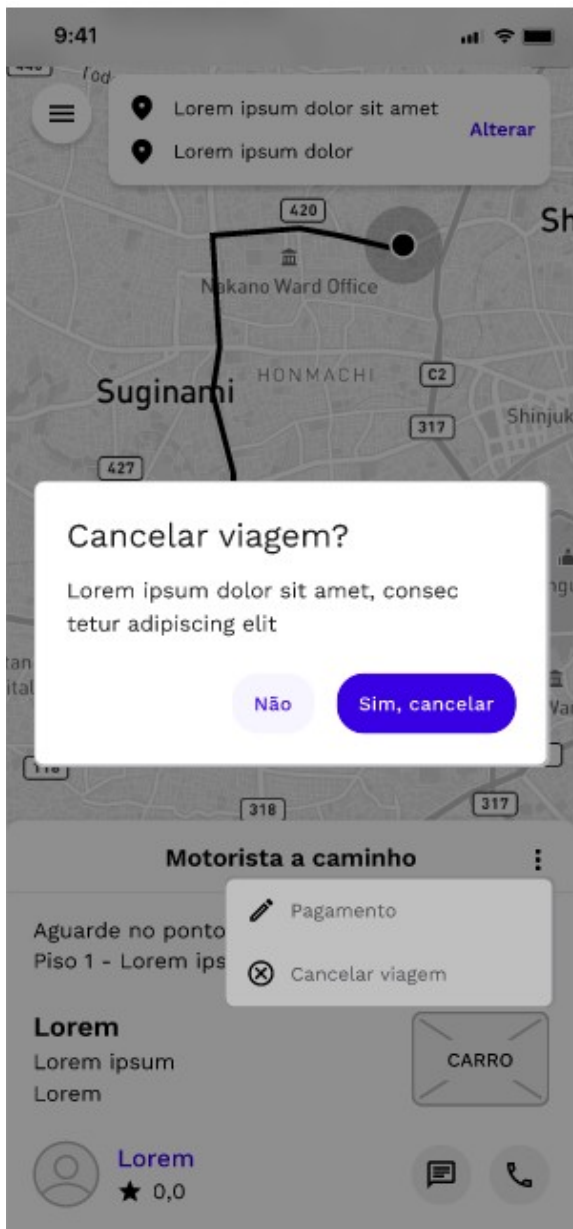 9:41
Tod
Lorem ipsum dolor sit amet
Lorem ipsum dolor
Alterar
420
Sh
Nakano Ward Office
HONMACHI
C2
Suginami
317
Shinjuk
427
Cancelar viagem?
Lorem ipsum dolor sit amet, consec
tetur adipiscing elit
Não
Sim, cancelar
318
317
Motorista a caminho
Pagamento
Cancelar viagem
Aguarde no ponto
Piso 1 - Lorem ips
Lorem
Lorem ipsum
Lorem
CARRO
Lorem
0,0